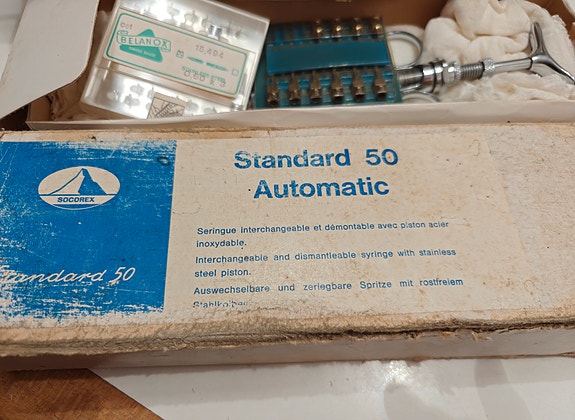 BELANOX
Standard 50
Automatic
SOCOREX
Standard 50
Seringue interchangeable et démontable avec piston acier
inoxydable.
Interchangeable and dismantleable syringe with stainless
steel piston.
Auswechselbare und zerlegbare Spritze mit rostfreiem
Stahlkolben